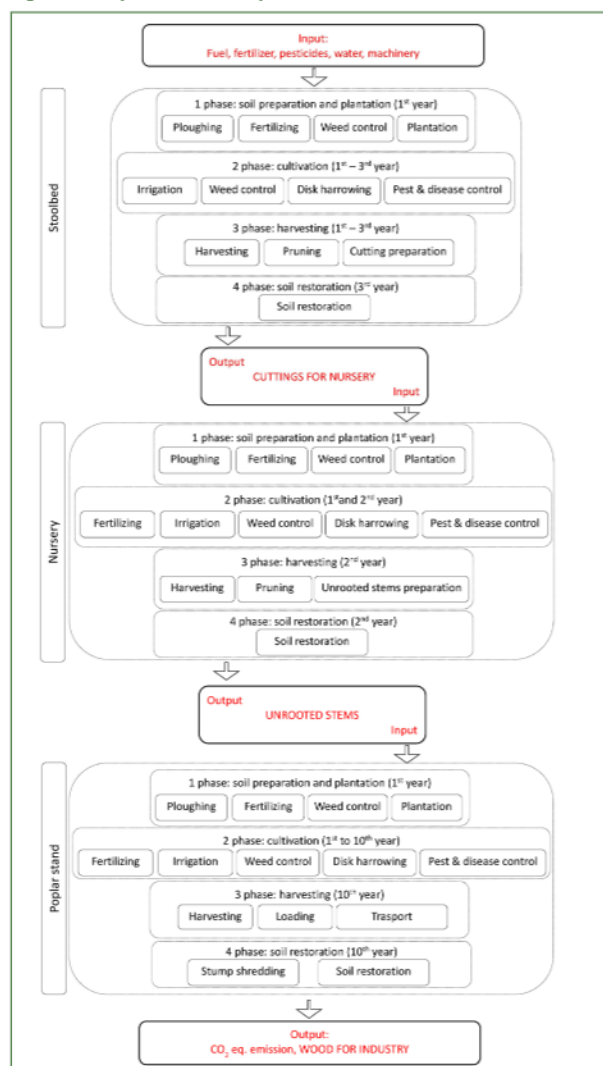 Input:
Fuel, fertilizer, pesticides, water, machinery
Stoolbed
1 phase: soil preparation and plantation (1st year)
Ploughing Fertilizing Weed control Plantation
2 phase: cultivation (1st – 3rd year)
Irrigation Weed control Disk harrowing Pest & disease control
3 phase: harvesting (1st – 3rd year)
Harvesting Pruning Cutting preparation
4 phase: soil restoration (3rd year)
Soil restoration
Output
CUTTINGS FOR NURSERY
Input
Nursery
1 phase: soil preparation and plantation (1st year)
Ploughing Fertilizing Weed control Plantation
2 phase: cultivation (1st and 2nd year)
Fertilizing Irrigation Weed control Disk harrowing Pest & disease control
3 phase: harvesting (2nd year)
Harvesting Pruning Unrooted stems preparation
4 phase: soil restoration (2nd year)
Soil restoration
Output
UNROOTED STEMS
Input
Poplar stand
1 phase: soil preparation and plantation (1st year)
Ploughing Fertilizing Weed control Plantation
2 phase: cultivation (1st to 10th year)
Fertilizing Irrigation Weed control Disk harrowing Pest & disease control
3 phase: harvesting (10th year)
Harvesting Loading Trasport
4 phase: soil restoration (10th year)
Stump shredding Soil restoration
Output:
CO2 eq. emission, WOOD FOR INDUSTRY